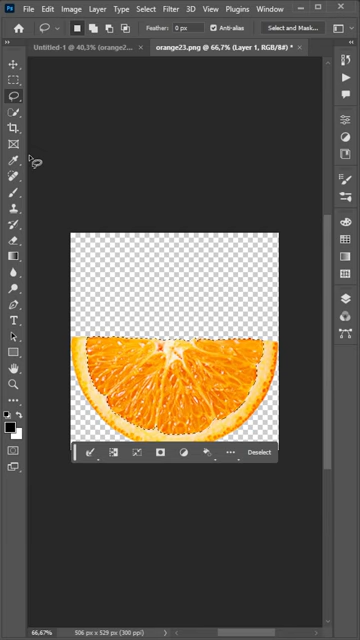 Ps File Edit Image Layer Type Select Filter 3D View Plugins Window
Feather: 0 px Anti-alias Select and Mask...
Untitled-1 @ 40,3% (orange2... × orange23.png @ 66,7% (Layer 1, RGB/8#) * ×
T
Deselect
66,67% 506 px x 529 px (300 ppi)